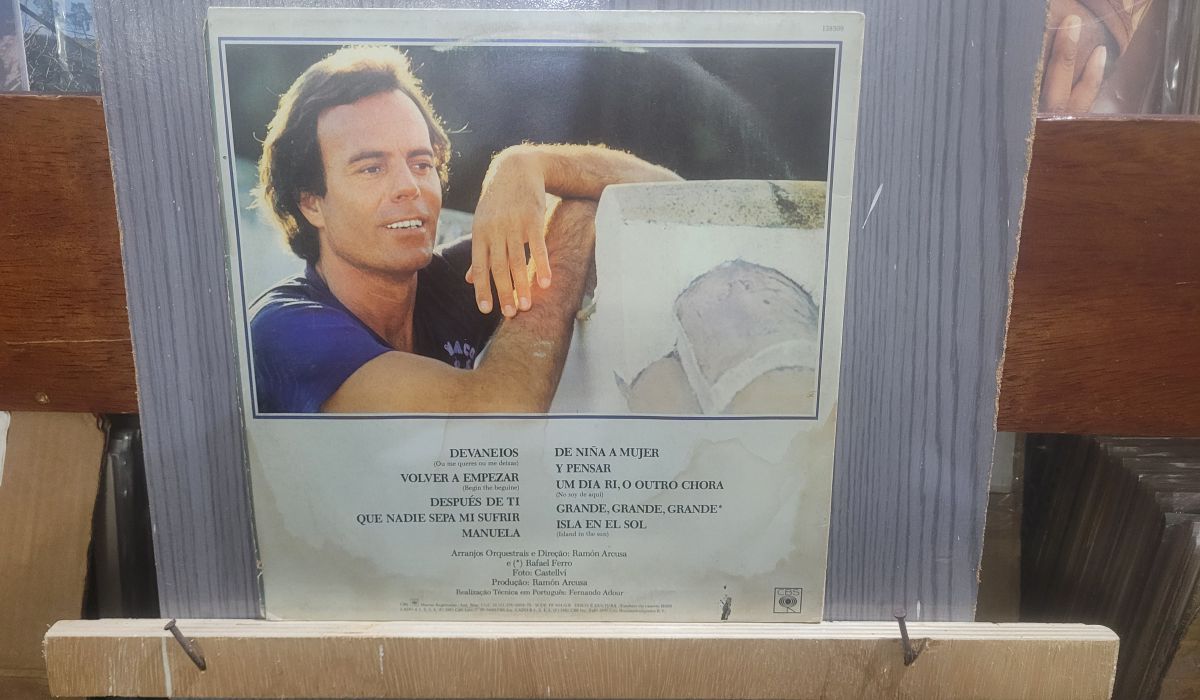 138309
DEVANEIOS
(Ou me queres ou me deixas)
VOLVER A EMPEZAR
(Begin the beguine)
DESPUÉS DE TI
QUE NADIE SEPA MI SUFRIR
MANUELA
DE NIÑA A MUJER
Y PENSAR
UM DIA RI, O OUTRO CHORA
(No soy de aquí)
GRANDE, GRANDE, GRANDE*
ISLA EN EL SOL
(Island in the sun)
Arranjos Orquestrais e Direção: Ramón Arcusa
e (*) Rafael Ferro
Foto: Castellví
Produção: Ramón Arcusa
Realização Técnica em Português: Fernando Adour
CBS
CBS